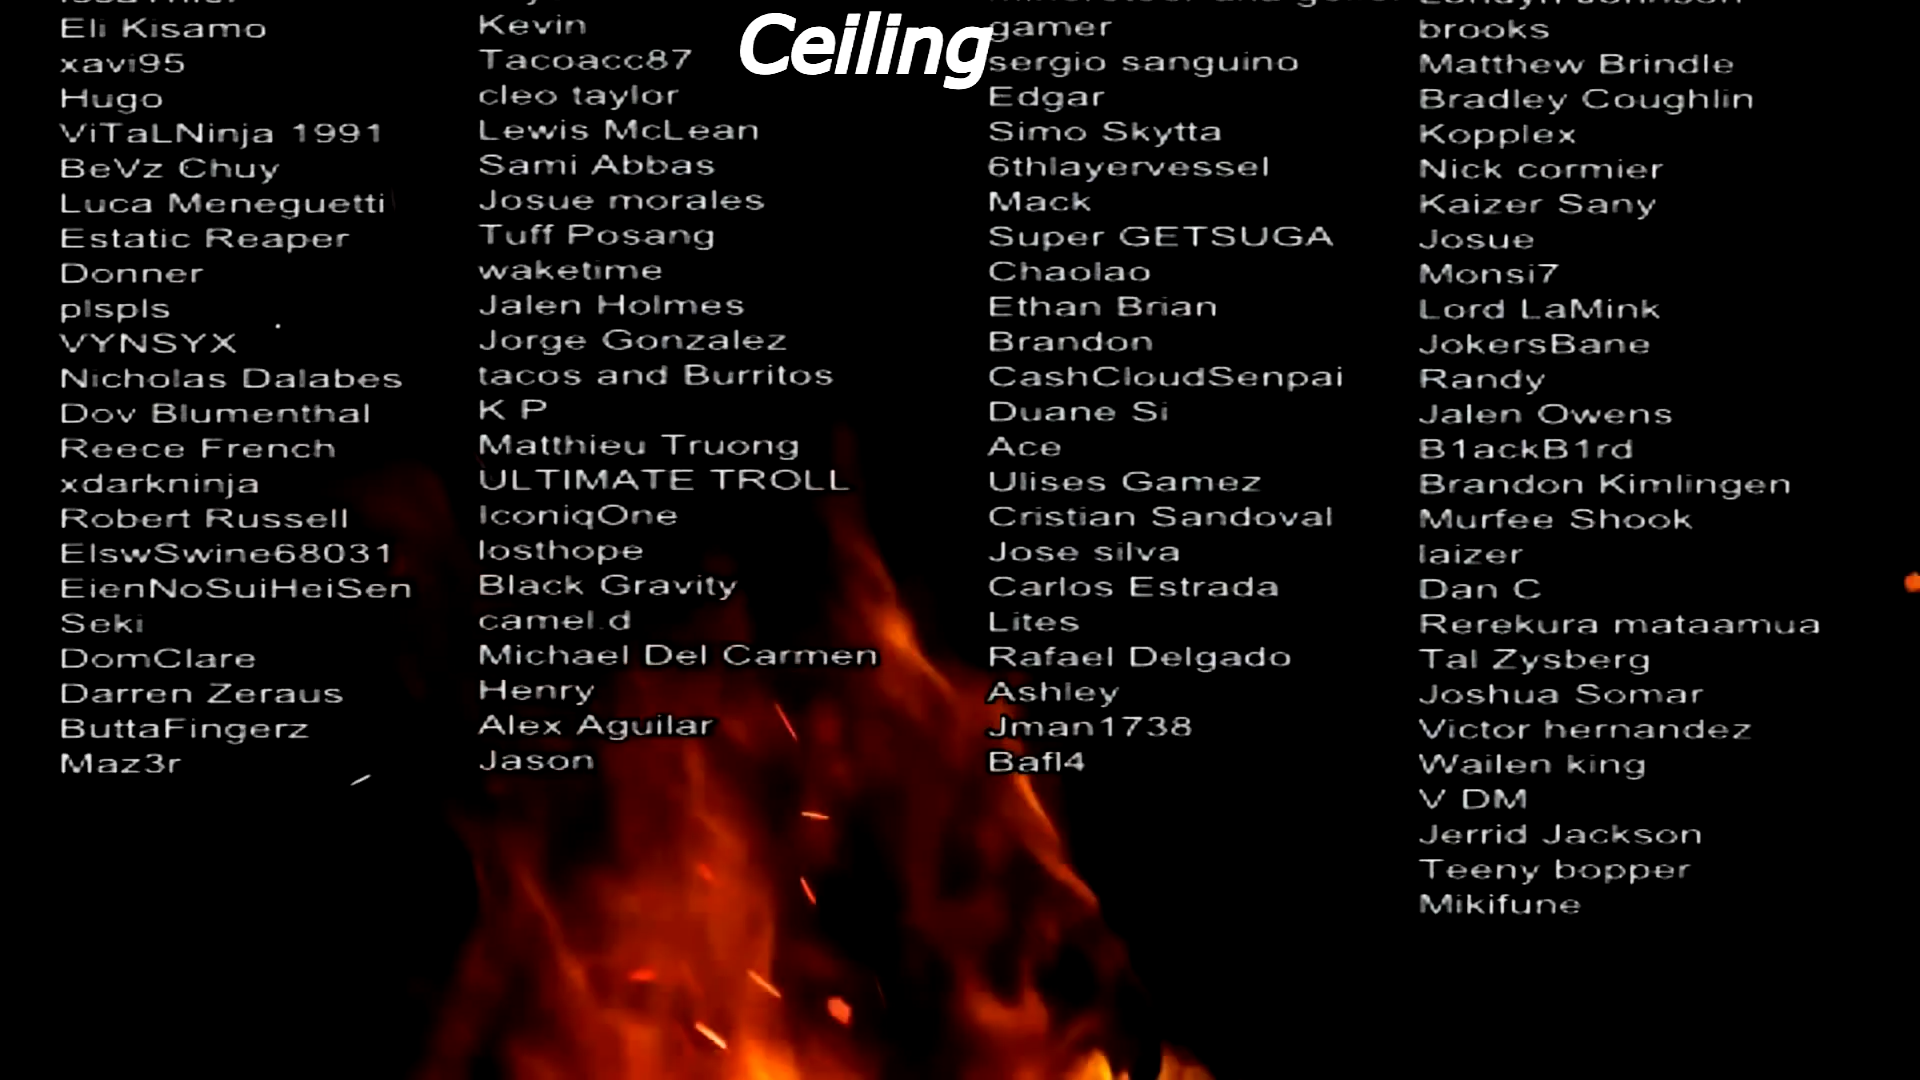 Ceiling
Eli Kisamo
xavi95
Hugo
ViTaLNinja 1991
BeVz Chuy
Luca Meneguetti
Estatic Reaper
Donner
plspls
VYNSYX
Nicholas Dalabes
Dov Blumenthal
Reece French
xdarkninja
Robert Russell
ElswSwine68031
EienNoSuiHeiSen
Seki
DomClare
Darren Zeraus
ButtaFingerz
Maz3r
Kevin
Tacoacc87
cleo taylor
Lewis McLean
Sami Abbas
Josue morales
Tuff Posang
waketime
Jalen Holmes
Jorge Gonzalez
tacos and Burritos
K P
Matthieu Truong
ULTIMATE TROLL
IconiqOne
losthope
Black Gravity
camel.d
Michael Del Carmen
Henry
Alex Aguilar
Jason
gamer
sergio sanguino
Edgar
Simo Skytta
6thlayervessel
Mack
Super GETSUGA
Chaolao
Ethan Brian
Brandon
CashCloudSenpai
Duane Si
Ace
Ulises Gamez
Cristian Sandoval
Jose silva
Carlos Estrada
Lites
Rafael Delgado
Ashley
Jman1738
Bafl4
brooks
Matthew Brindle
Bradley Coughlin
Kopplex
Nick cormier
Kaizer Sany
Josue
Monsi7
Lord LaMink
JokersBane
Randy
Jalen Owens
B1ackB1rd
Brandon Kimlingen
Murfee Shook
laizer
Dan C
Rerekura mataamua
Tal Zysberg
Joshua Somar
Victor hernandez
Wailen king
V DM
Jerrid Jackson
Teeny bopper
Mikifune